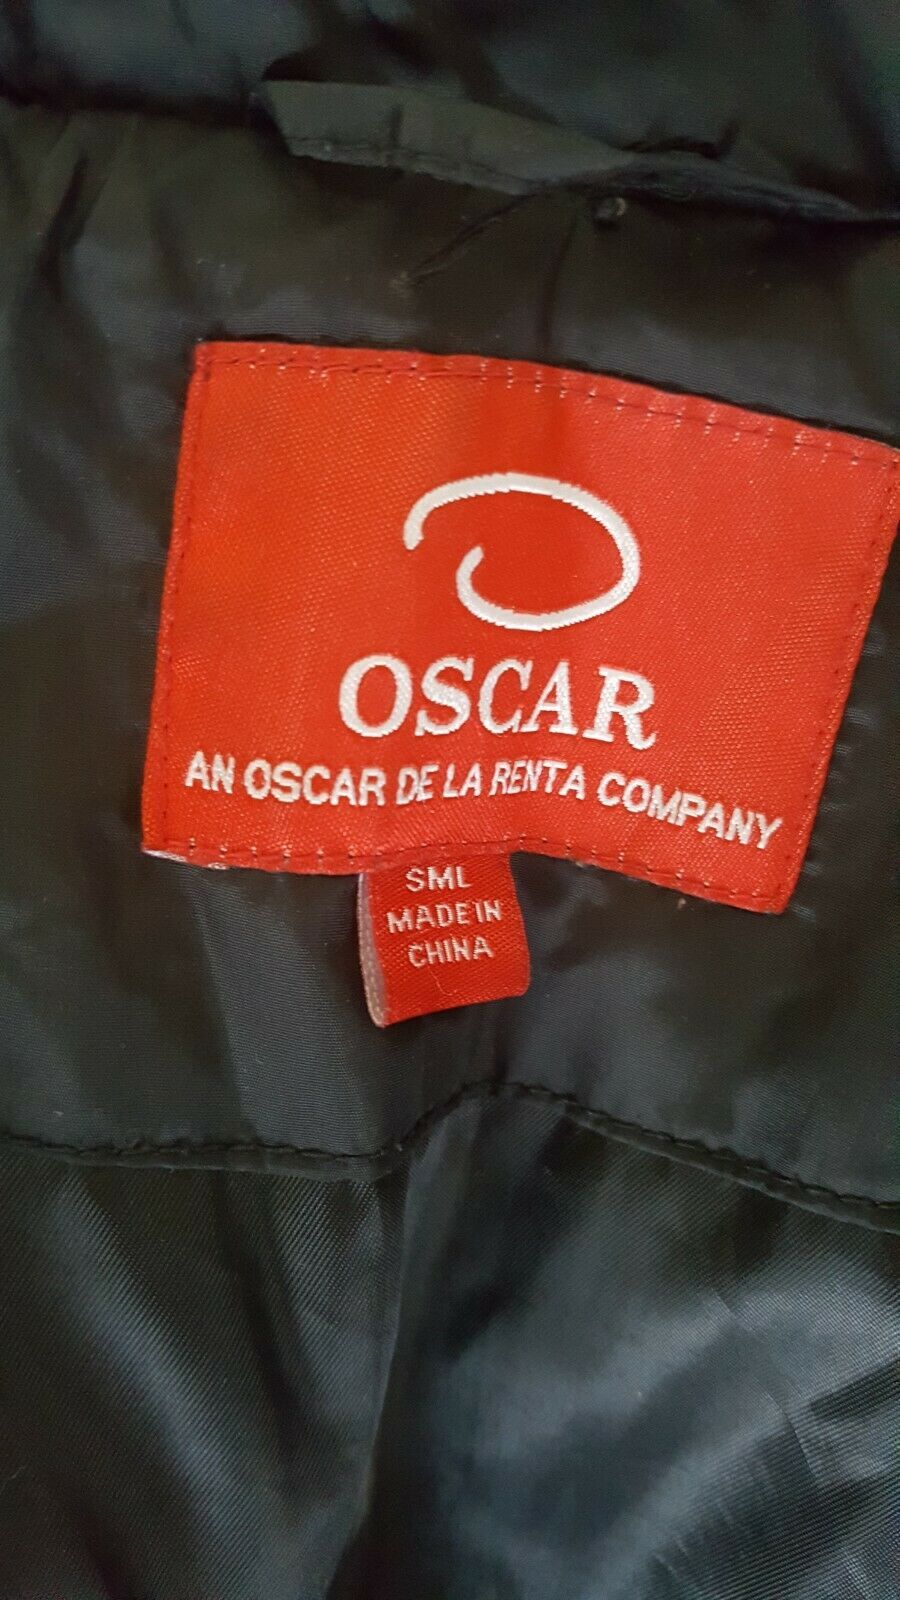 OSCAR
AN OSCAR DE LA RENTA COMPANY
SML
MADE IN
CHINA